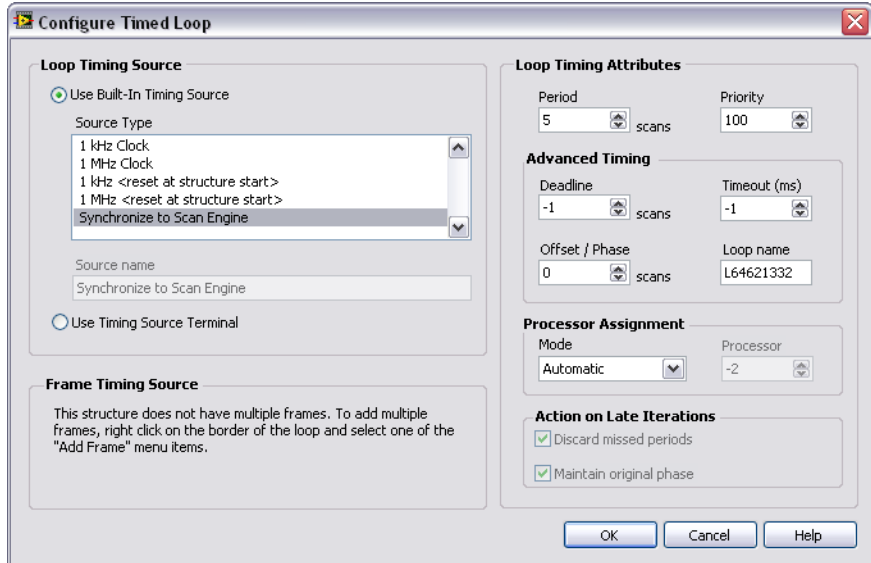 Configure Timed Loop
Loop Timing Source
Use Built-In Timing Source
Source Type
1 kHz Clock
1 MHz Clock
1 kHz <reset at structure start>
1 MHz <reset at structure start>
Synchronize to Scan Engine
Source name
Synchronize to Scan Engine
Use Timing Source Terminal
Frame Timing Source
This structure does not have multiple frames. To add multiple
frames, right click on the border of the loop and select one of the
"Add Frame" menu items.
Loop Timing Attributes
Period Priority
5 scans 100
Advanced Timing
Deadline Timeout (ms)
-1 scans -1
Offset / Phase Loop name
0 scans L64621332
Processor Assignment
Mode Processor
Automatic -2
Action on Late Iterations
Discard missed periods
Maintain original phase
OK Cancel Help